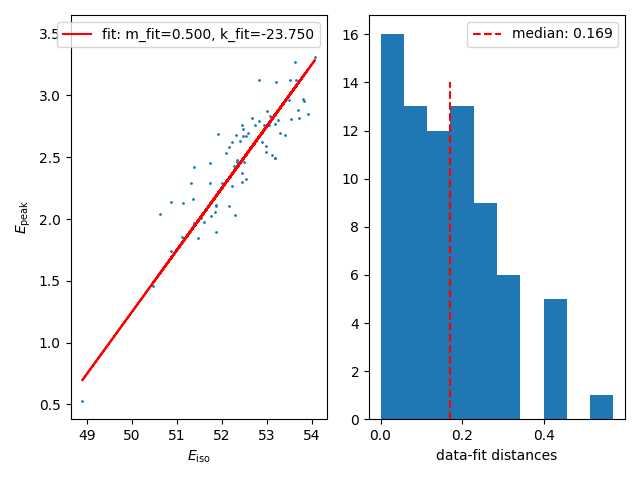 fit: m_fit=0.500, k_fit=-23.750
3.5
3.0
2.5
2.0
1.5
1.0
0.5
E_peak
49 50 51 52 53 54
E_iso
median: 0.169
16
14
12
10
8
6
4
2
0
0.0 0.2 0.4
data-fit distances